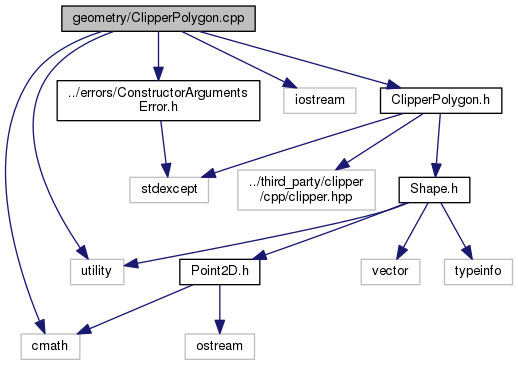 geometry/ClipperPolygon.cpp
../errors/ConstructorArguments
Error.h
iostream
ClipperPolygon.h
stdexcept
../third_party/clipper
/cpp/clipper.hpp
Shape.h
utility
Point2D.h
vector
typeinfo
cmath
ostream